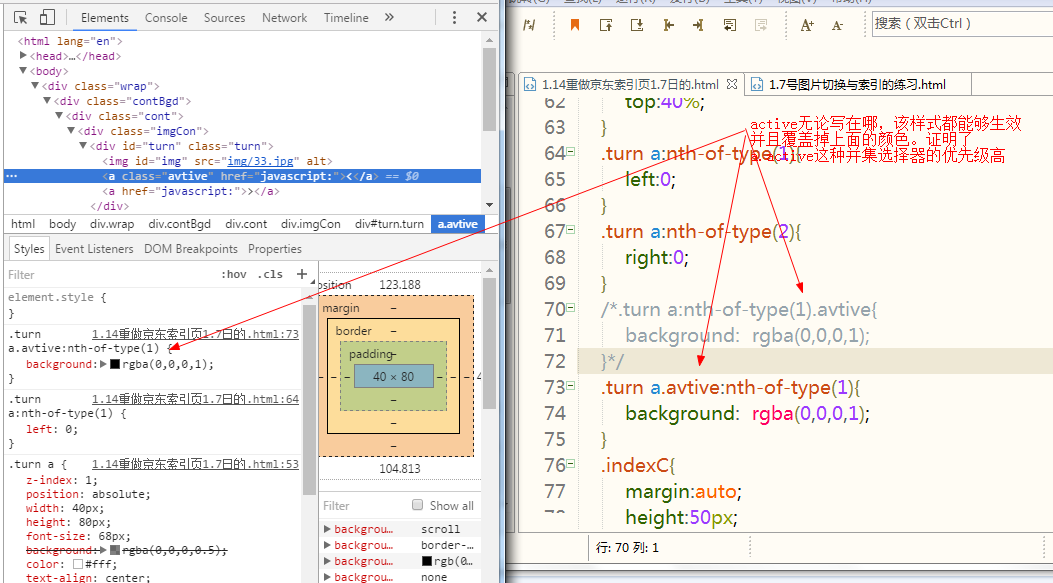 Elements Console Sources Network Timeline »
<html lang="en">
<head>…</head>
<body>
<div class="wrap">
<div class="contBgd">
<div class="cont">
<div class="imgCon">
<div id="turn" class="turn">
<img id="img" src="img/33.jpg" alt>
<a class="avtive" href="javascript:"><</a> == $0
<a href="javascript:">></a>
</div>
html body div.wrap div.contBgd div.cont div.imgCon div#turn.turn a.avtive
Styles Event Listeners DOM Breakpoints Properties
Filter :hov .cls +
element.style {
}
.turn 1.14重做京东索引页1.7日的.html:73
a.avtive:nth-of-type(1) {
background: rgba(0,0,0,1);
}
.turn 1.14重做京东索引页1.7日的.html:64
a:nth-of-type(1) {
left: 0;
}
.turn a { 1.14重做京东索引页1.7日的.html:53
z-index: 1;
position: absolute;
width: 40px;
height: 80px;
font-size: 68px;
background: rgba(0,0,0,0.5);
color: #fff;
text-align: center;
position 123.188
margin –
border –
padding–
– – – 40 × 80 – – – 4
–
–
–
104.813
Filter Show all
backgrou… scroll
backgrou… border-…
backgrou… rgb(0…
backgrou… none
搜索（双击Ctrl）
1.14重做京东索引页1.7日的.html 1.7号图片切换与索引的练习.html
62 top:40%;
63 }
64 .turn a:nth-of-type(1){
65 left:0;
66 }
67 .turn a:nth-of-type(2){
68 right:0;
69 }
70 /*.turn a:nth-of-type(1).avtive{
71 background: rgba(0,0,0,1);
72 }*/
73 .turn a.avtive:nth-of-type(1){
74 background: rgba(0,0,0,1);
75 }
76 .indexC{
77 margin:auto;
78 height:50px;
active无论写在哪，该样式都能够生效
并且覆盖掉上面的颜色。证明了
a.active这种开集选择器的优先级高
行: 70 列: 1